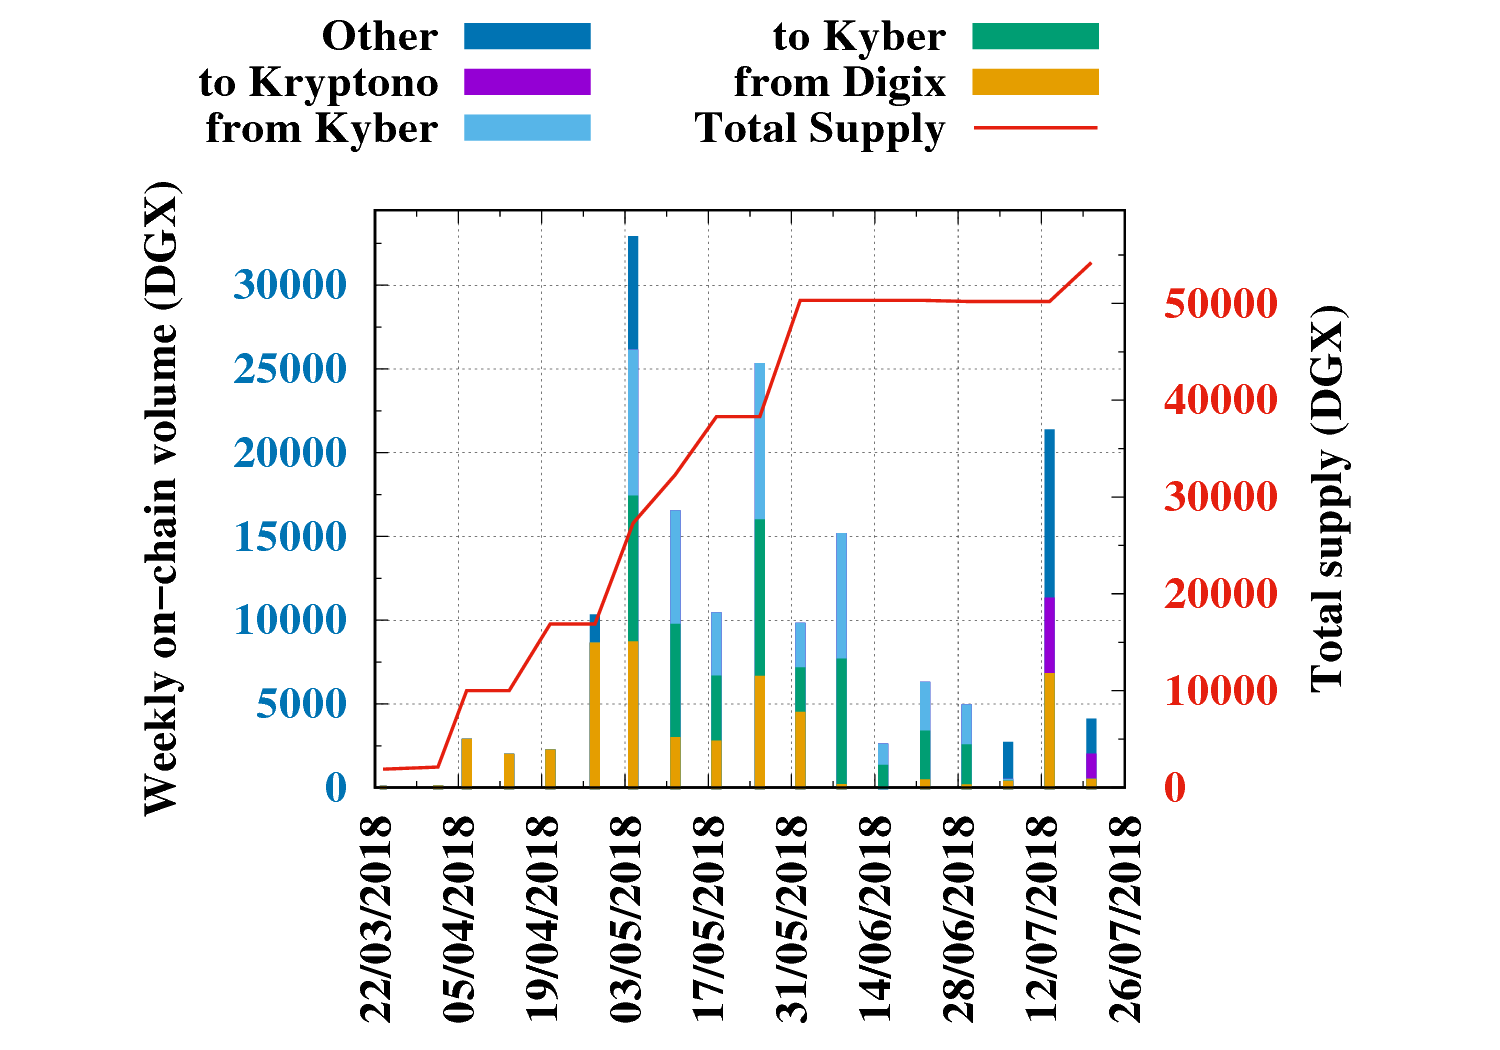 Other
to Kryptono
from Kyber
to Kyber
from Digix
Total Supply
Weekly on-chain volume (DGX)
30000
25000
20000
15000
10000
5000
0
50000
40000
30000
20000
10000
0
Total supply (DGX)
22/03/2018
05/04/2018
19/04/2018
03/05/2018
17/05/2018
31/05/2018
14/06/2018
28/06/2018
12/07/2018
26/07/2018